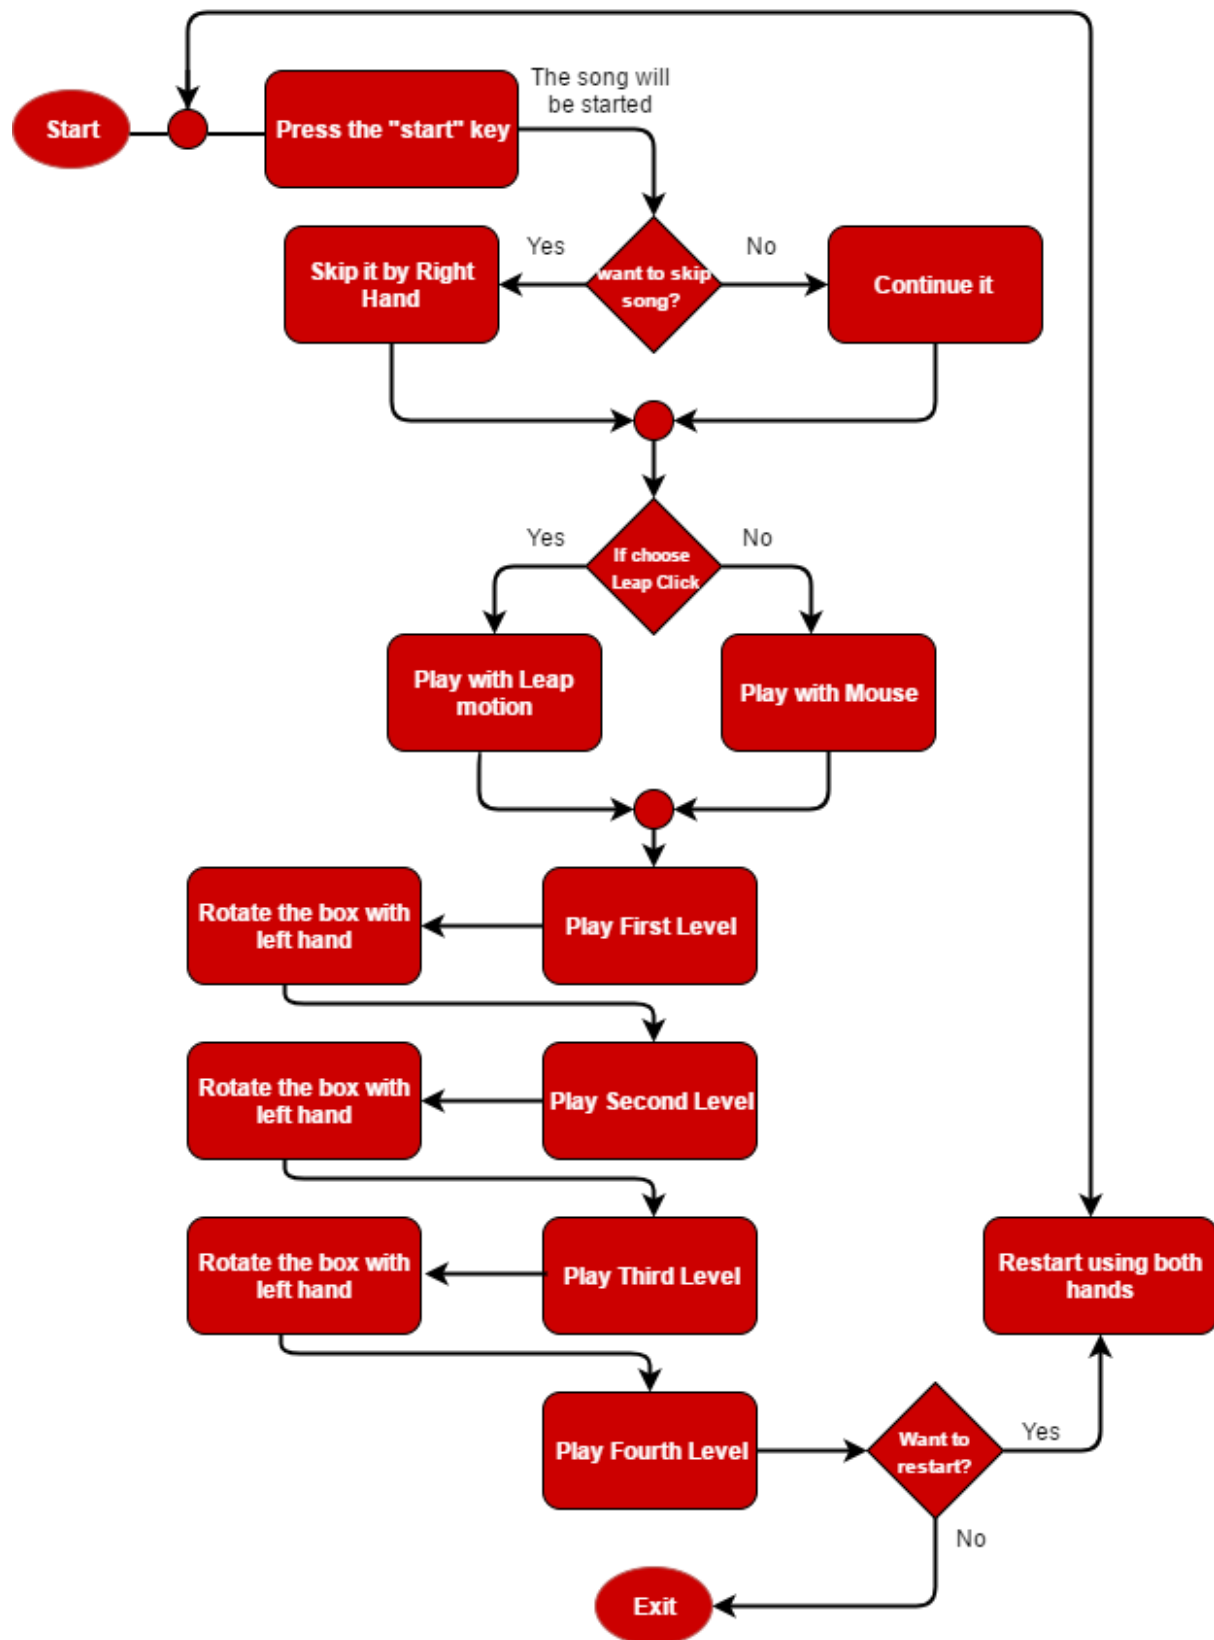 The song will
be started
Start
Press the "start" key
Yes
No
Skip it by Right
Hand
want to skip
song?
Continue it
Yes
No
If choose
Leap Click
Play with Leap
motion
Play with Mouse
Rotate the box with
left hand
Play First Level
Rotate the box with
left hand
Play Second Level
Rotate the box with
left hand
Play Third Level
Restart using both
hands
Play Fourth Level
Want to
restart?
Yes
No
Exit